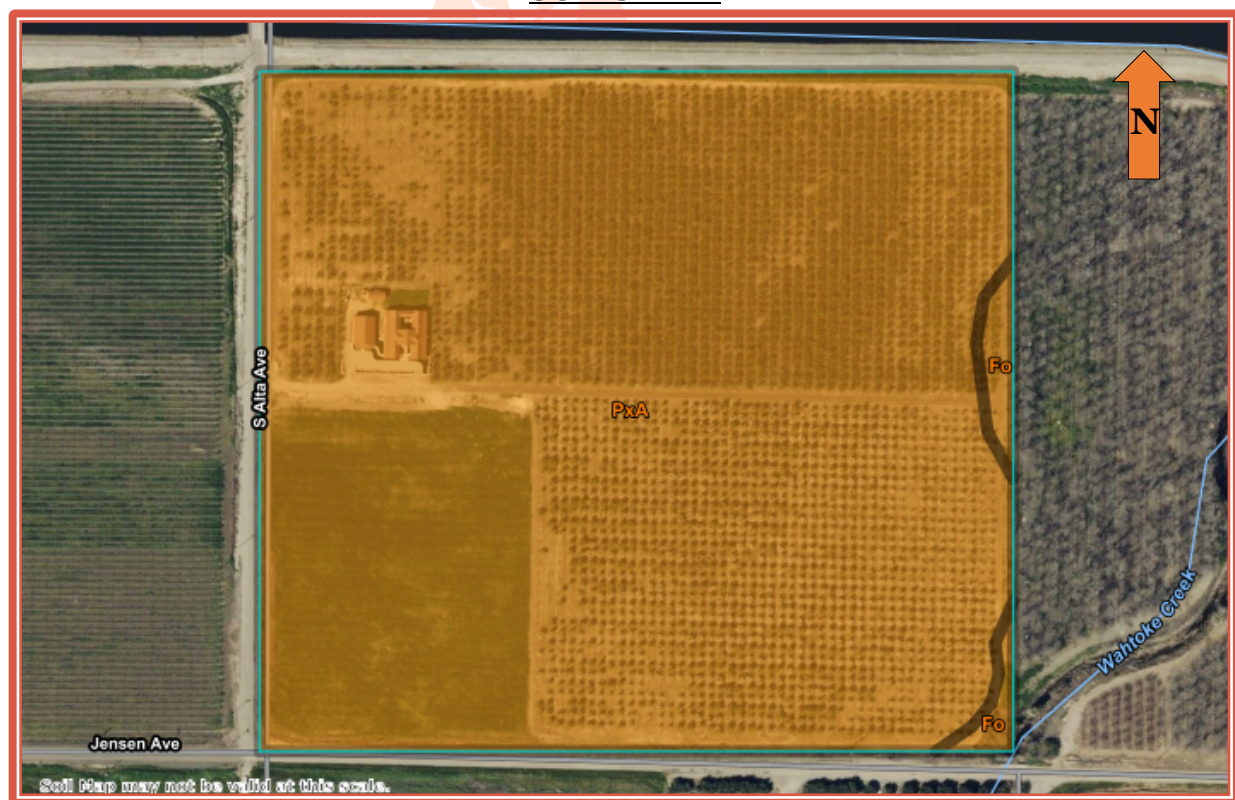 N
S Alta Ave
Fo
PxA
Wahtoke Creek
Fo
Jensen Ave
Soil Map may not be valid at this scale.